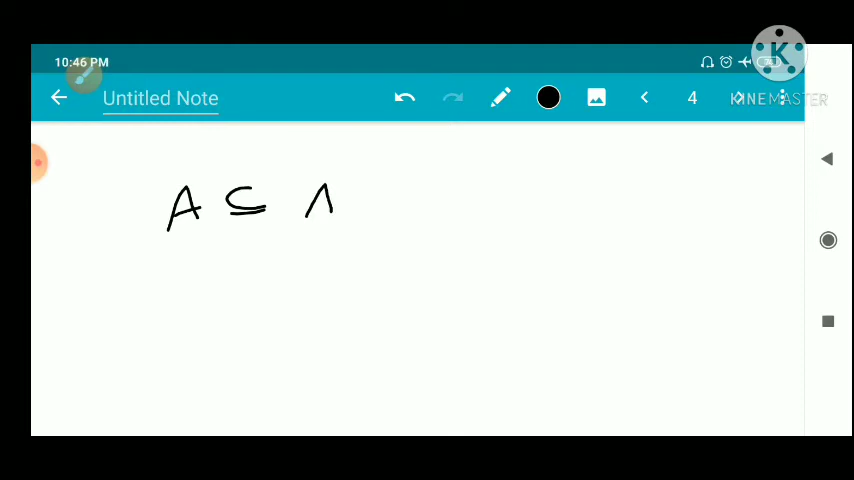 10:46 PM
Untitled Note
4
K
KINEMASTER
A ⊆ Λ